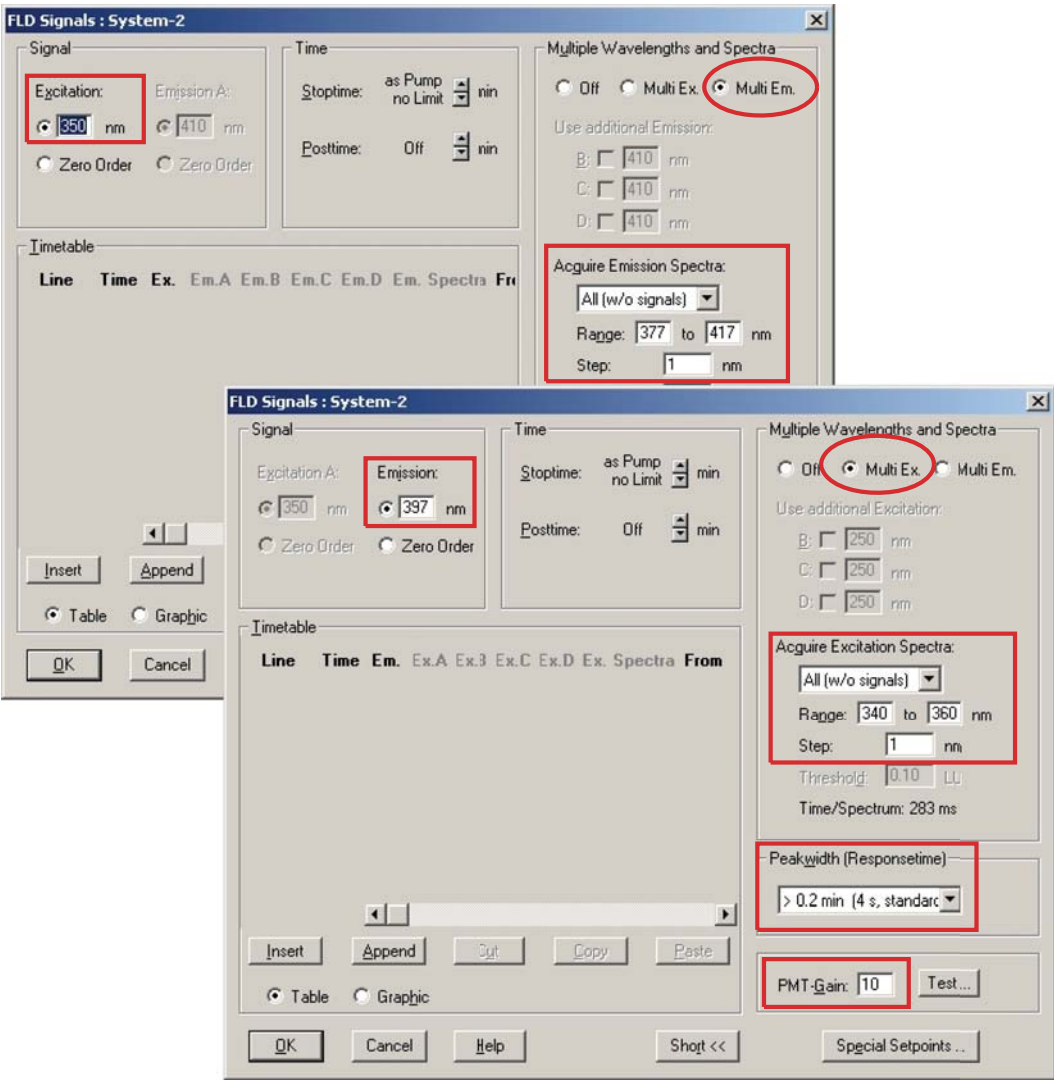 FLD Signals : System-2
Signal
Excitation:
350 nm
Zero Order
Emission A:
410 nm
Zero Order
Time
Stoptime: as Pump no Limit nin
Posttime: Off nin
Multiple Wavelengths and Spectra
Off Multi Ex. Multi Em.
Use additional Emission:
B: 410 nm
C: 410 nm
D: 410 nm
Acquire Emission Spectra:
All (w/o signals)
Range: 377 to 417 nm
Step: 1 nm
Timetable
Line Time Ex. Em.A Em.B Em.C Em.D Em. Spectra
Insert Append
Table Graphic
OK Cancel
FLD Signals : System-2
Signal
Excitation A:
350 nm
Zero Order
Emission:
397 nm
Zero Order
Time
Stoptime: as Pump no Limit min
Posttime: Off min
Multiple Wavelengths and Spectra
Off Multi Ex. Multi Em.
Use additional Excitation:
B: 250 nm
C: 250 nm
D: 250 nm
Acquire Excitation Spectra:
All (w/o signals)
Range: 340 to 360 nm
Step: 1 nm
Threshold: 0.10 LU
Time/Spectrum: 283 ms
Peakwidth (Responsetime)
> 0.2 min (4 s, standarc
PMT-Gain: 10 Test...
Timetable
Line Time Em. Ex.A Ex.B Ex.C Ex.D Ex. Spectra From
Insert Append Cut Copy Paste
Table Graphic
OK Cancel Help Short << Special Setpoints ...